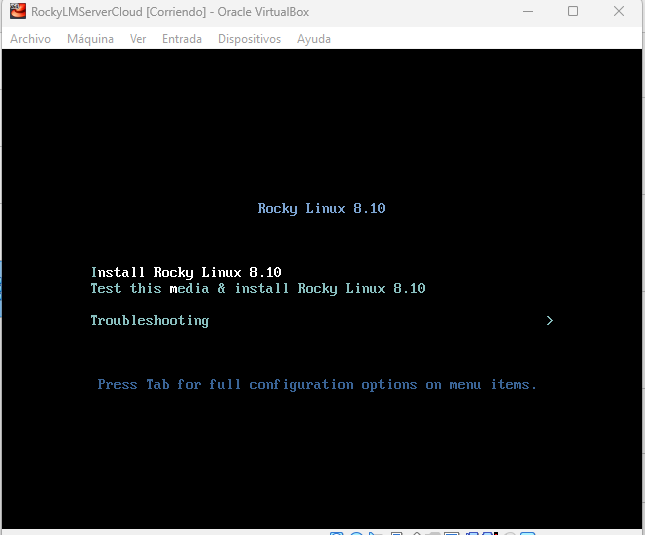 RockyLMServerCloud [Corriendo] - Oracle VirtualBox
Archivo Máquina Ver Entrada Dispositivos Ayuda
Rocky Linux 8.10
Install Rocky Linux 8.10
Test this media & install Rocky Linux 8.10
Troubleshooting >
Press Tab for full configuration options on menu items.